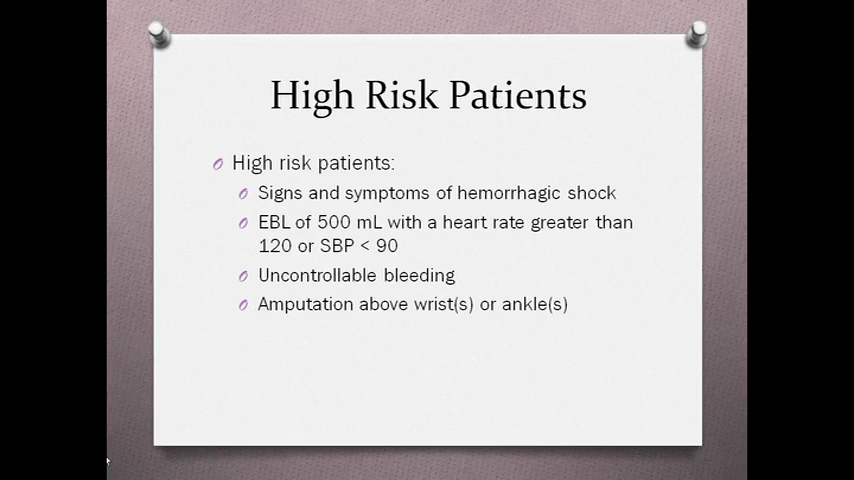 High Risk Patients
High risk patients:
Signs and symptoms of hemorrhagic shock
EBL of 500 mL with a heart rate greater than
120 or SBP < 90
Uncontrollable bleeding
Amputation above wrist(s) or ankle(s)